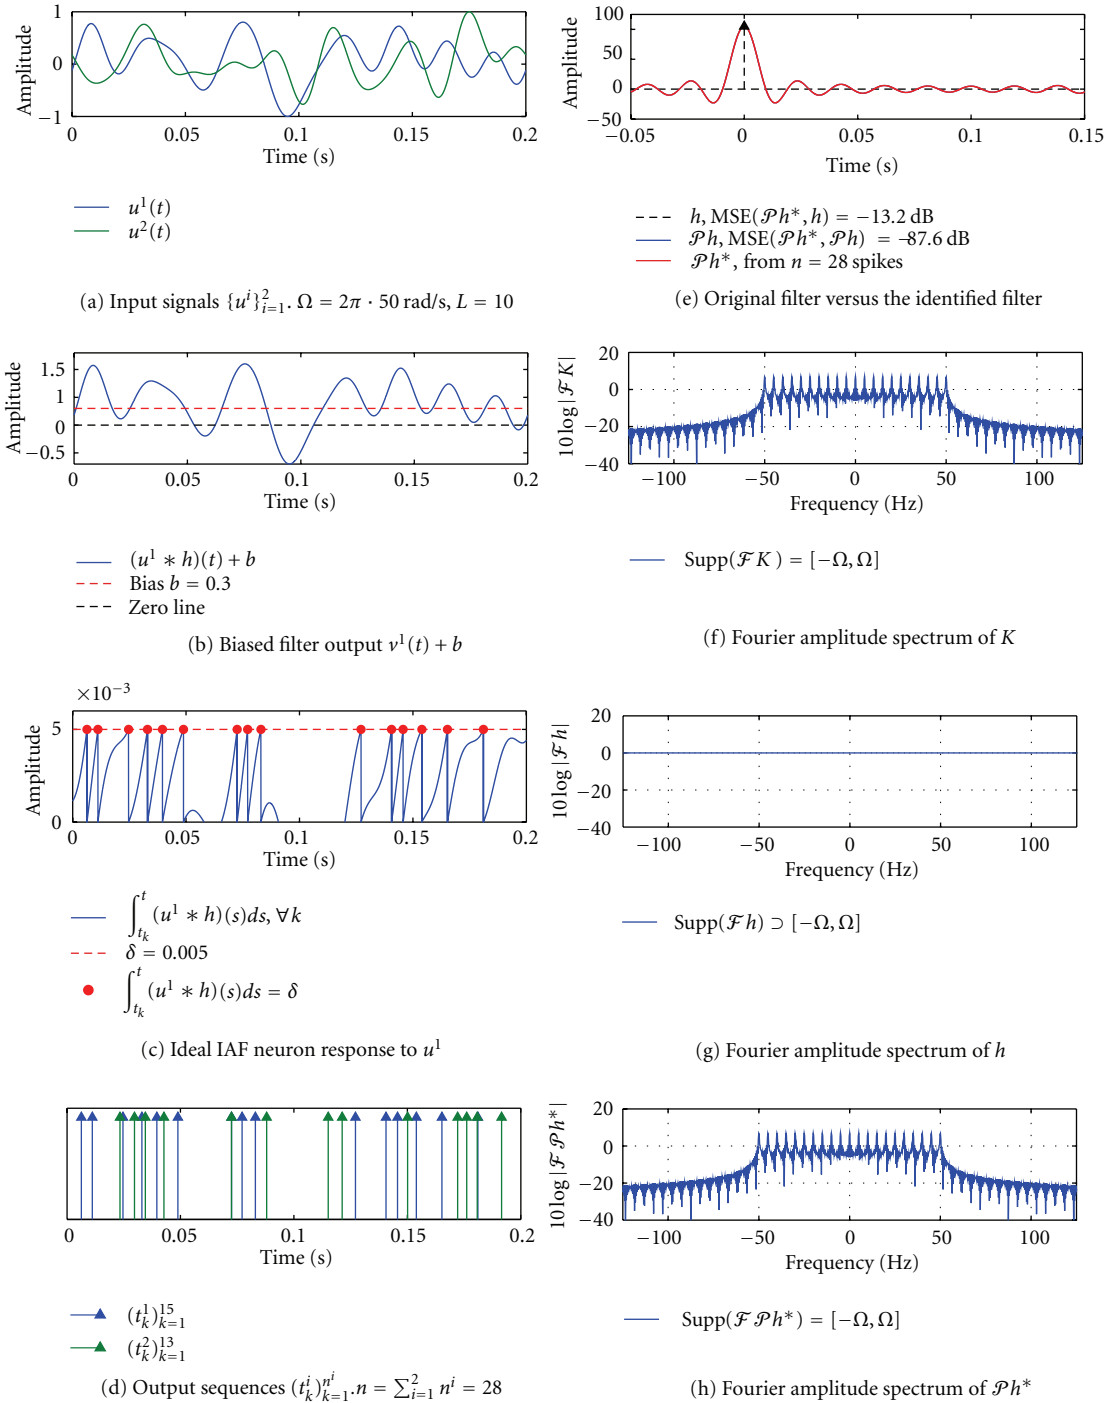 1
0
−1
Amplitude
0
0.05
0.1
0.15
0.2
Time (s)
u¹(t)
u²(t)
(a) Input signals {uⁱ}²ᵢ₌₁. Ω = 2π · 50 rad/s, L = 10
1.5
1
0
−0.5
Amplitude
0
0.05
0.1
0.15
0.2
Time (s)
(u¹ ∗ h)(t) + b
Bias b = 0.3
Zero line
(b) Biased filter output v¹(t) + b
×10⁻³
5
0
Amplitude
0
0.05
0.1
0.15
0.2
Time (s)
∫ₜₖᵗ (u¹ ∗ h)(s)ds, ∀k
δ = 0.005
∫ₜₖᵗ (u¹ ∗ h)(s)ds = δ
(c) Ideal IAF neuron response to u¹
0
0.05
0.1
0.15
0.2
Time (s)
(t¹ₖ)¹⁵ₖ₌₁
(t²ₖ)¹³ₖ₌₁
(d) Output sequences (tⁱₖ)ⁿⁱₖ₌₁.n = ∑²ᵢ₌₁ nⁱ = 28
100
50
0
−50
Amplitude
−0.05
0
0.05
0.1
0.15
Time (s)
h, MSE(𝒫h*, h) = −13.2 dB
𝒫h, MSE(𝒫h*, 𝒫h) = −87.6 dB
𝒫h*, from n = 28 spikes
(e) Original filter versus the identified filter
20
0
−20
−40
10 log |ℱK|
−100
−50
0
50
100
Frequency (Hz)
Supp(ℱK) = [−Ω, Ω]
(f) Fourier amplitude spectrum of K
20
0
−20
−40
10 log |ℱh|
−100
−50
0
50
100
Frequency (Hz)
Supp(ℱh) ⊃ [−Ω, Ω]
(g) Fourier amplitude spectrum of h
20
0
−20
−40
10 log |ℱ𝒫h*|
−100
−50
0
50
100
Frequency (Hz)
Supp(ℱ𝒫h*) = [−Ω, Ω]
(h) Fourier amplitude spectrum of 𝒫h*